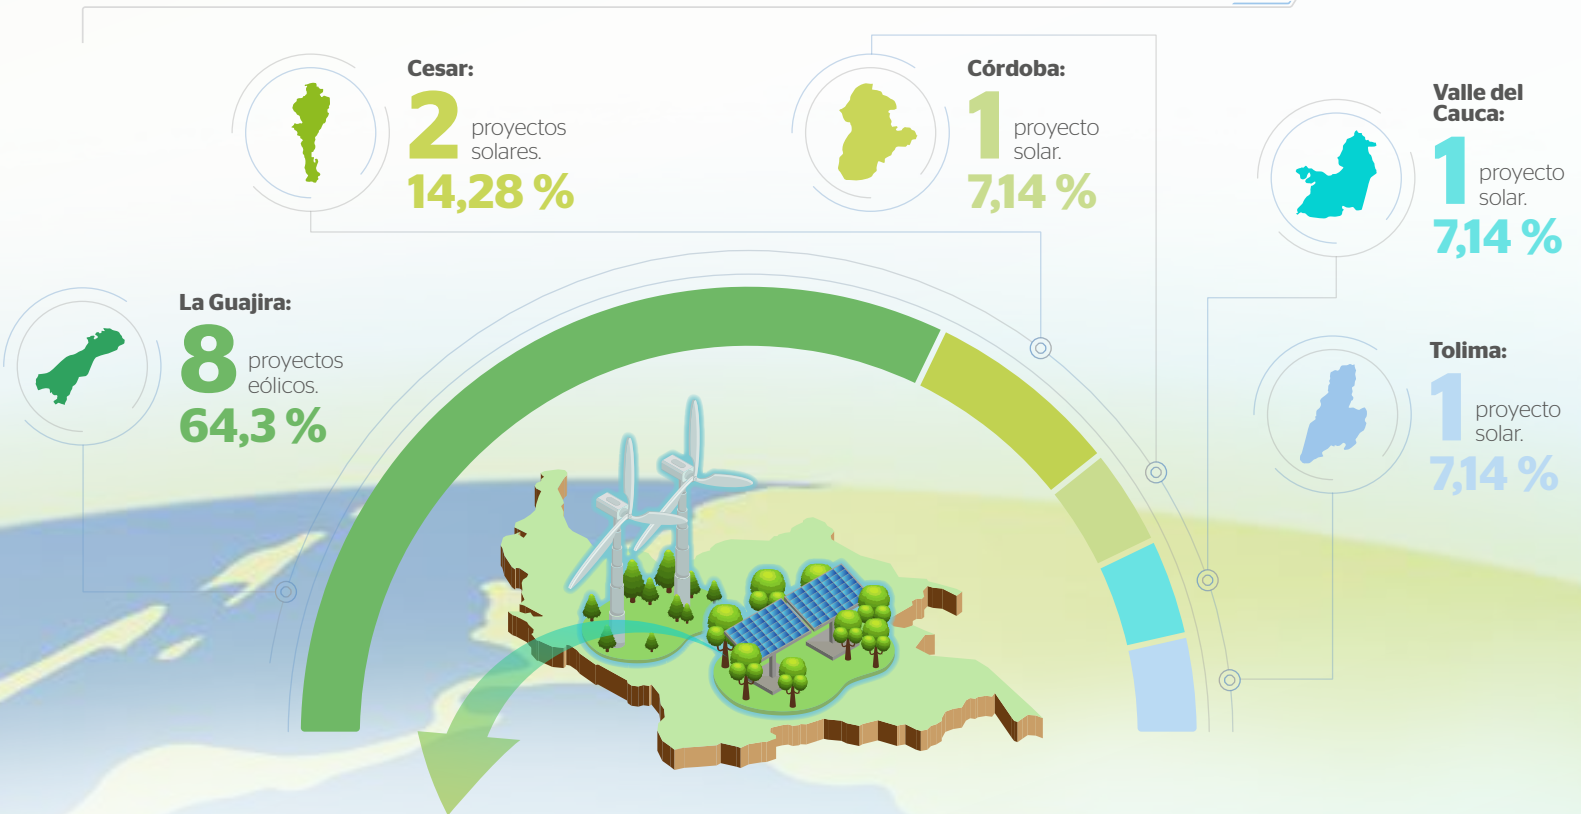 Cesar:
2 proyectos
solares.
14,28 %
Córdoba:
1 proyecto
solar.
7,14 %
Valle del
Cauca:
1 proyecto
solar.
7,14 %
La Guajira:
8 proyectos
eólicos.
64,3 %
Tolima:
1 proyecto
solar.
7,14 %